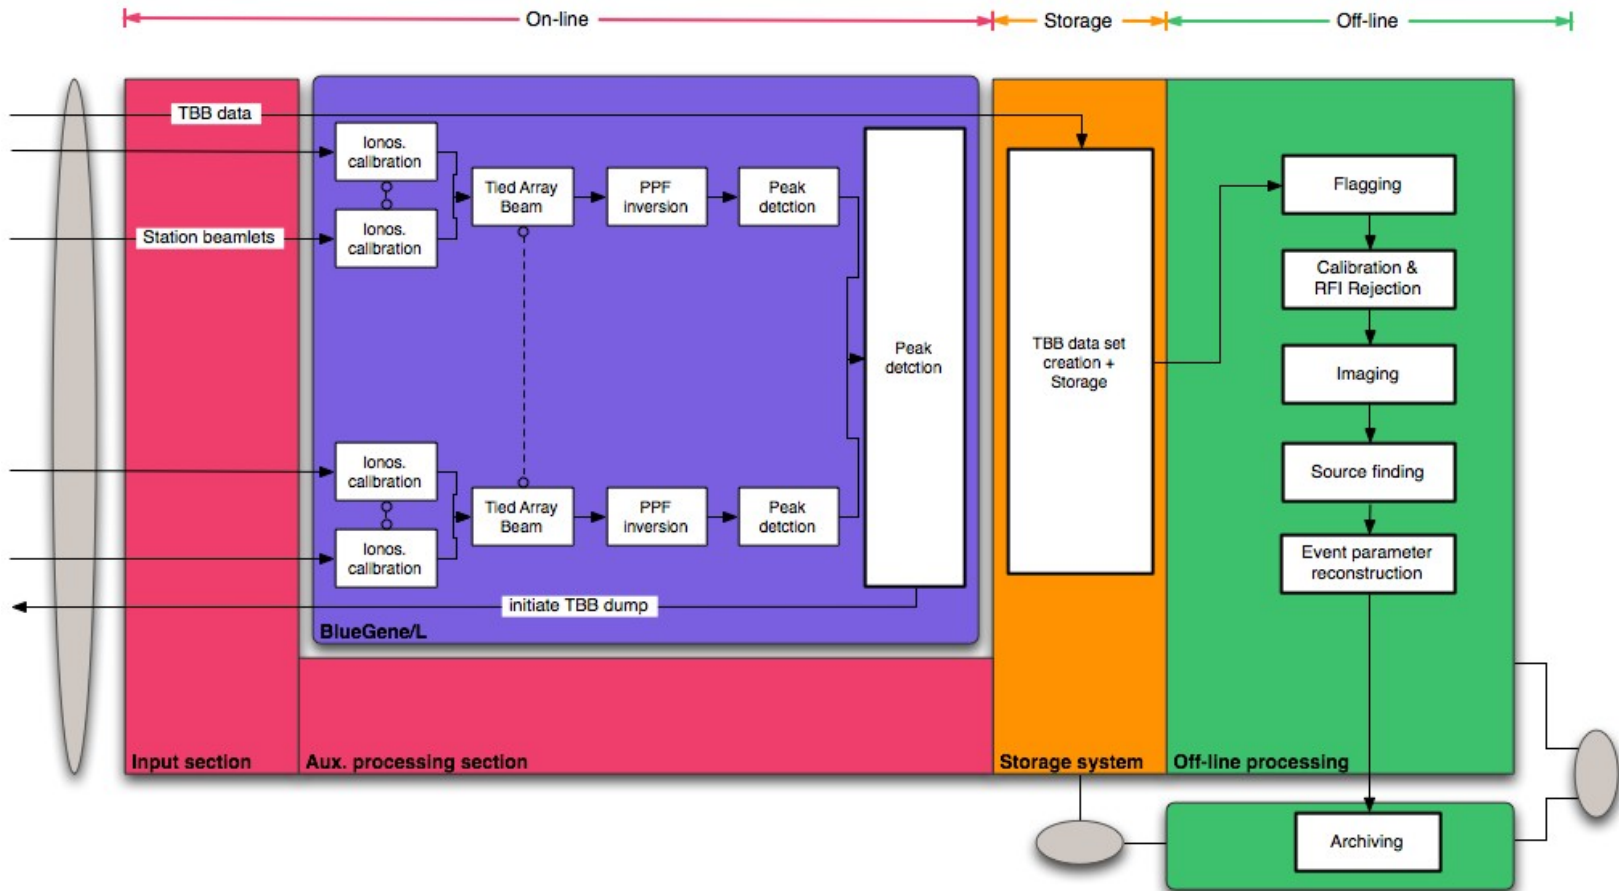 On-line
Storage
Off-line
TBB data
Ionos.
calibration
Station beamlets
Ionos.
calibration
Tied Array
Beam
PPF
inversion
Peak
detction
Ionos.
calibration
Ionos.
calibration
Tied Array
Beam
PPF
inversion
Peak
detction
Peak
detction
initiate TBB dump
BlueGene/L
TBB data set
creation +
Storage
Flagging
Calibration &
RFI Rejection
Imaging
Source finding
Event parameter
reconstruction
Input section
Aux. processing section
Storage system
Off-line processing
Archiving